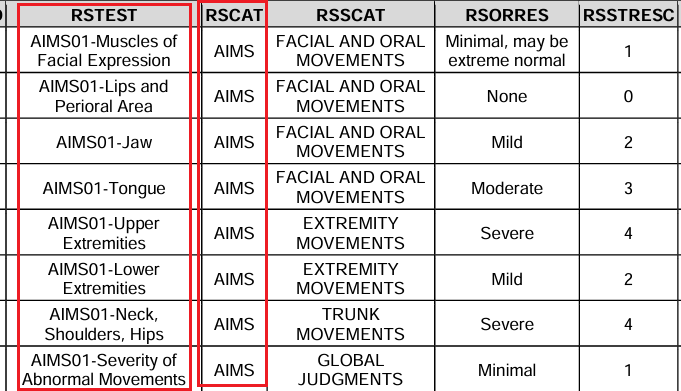 RSTEST RSCAT RSSCAT RSORRES RSSTRESC
AIMS01-Muscles of
Facial Expression
AIMS
FACIAL AND ORAL
MOVEMENTS
Minimal, may be
extreme normal
1
AIMS01-Lips and
Perioral Area
AIMS
FACIAL AND ORAL
MOVEMENTS
None
0
AIMS01-Jaw
AIMS
FACIAL AND ORAL
MOVEMENTS
Mild
2
AIMS01-Tongue
AIMS
FACIAL AND ORAL
MOVEMENTS
Moderate
3
AIMS01-Upper
Extremities
AIMS
EXTREMITY
MOVEMENTS
Severe
4
AIMS01-Lower
Extremities
AIMS
EXTREMITY
MOVEMENTS
Mild
2
AIMS01-Neck,
Shoulders, Hips
AIMS
TRUNK
MOVEMENTS
Severe
4
AIMS01-Severity of
Abnormal Movements
AIMS
GLOBAL
JUDGMENTS
Minimal
1